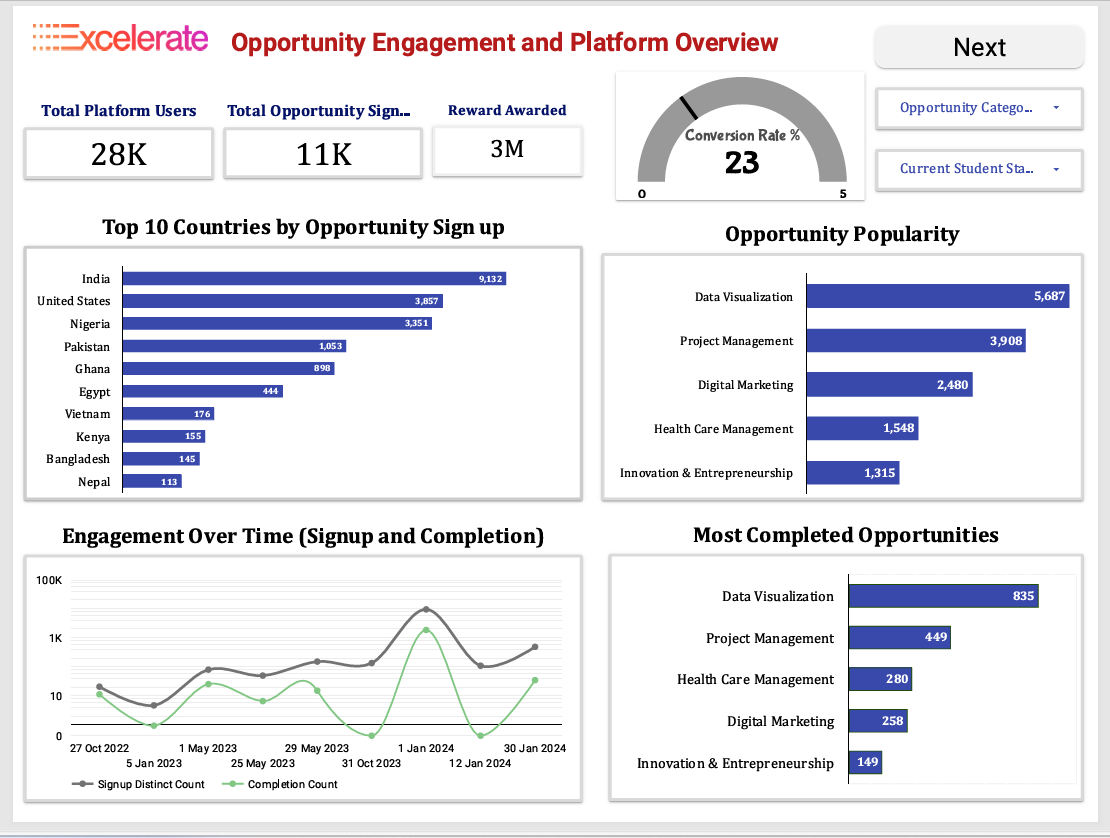 Excelerate
Opportunity Engagement and Platform Overview
Next
Total Platform Users
28K
Total Opportunity Sign...
11K
Reward Awarded
3M
Conversion Rate %
23
0
5
Opportunity Catego...
Current Student Sta...
Top 10 Countries by Opportunity Sign up
India 9,132
United States 3,857
Nigeria 3,351
Pakistan 1,053
Ghana 898
Egypt 444
Vietnam 176
Kenya 155
Bangladesh 145
Nepal 113
Opportunity Popularity
Data Visualization 5,687
Project Management 3,908
Digital Marketing 2,480
Health Care Management 1,548
Innovation & Entrepreneurship 1,315
Engagement Over Time (Signup and Completion)
100K
1K
10
0
27 Oct 2022
5 Jan 2023
1 May 2023
25 May 2023
29 May 2023
31 Oct 2023
1 Jan 2024
12 Jan 2024
30 Jan 2024
Signup Distinct Count
Completion Count
Most Completed Opportunities
Data Visualization 835
Project Management 449
Health Care Management 280
Digital Marketing 258
Innovation & Entrepreneurship 149